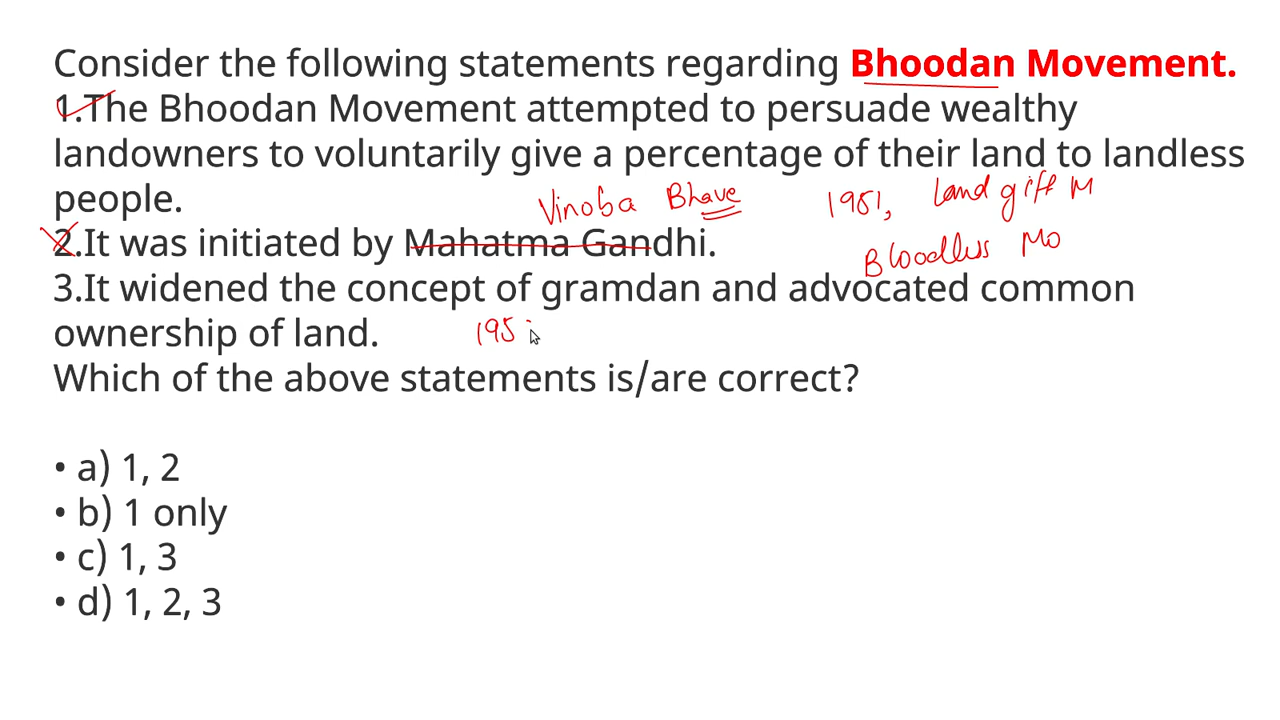 Consider the following statements regarding Bhoodan Movement.
1.The Bhoodan Movement attempted to persuade wealthy
landowners to voluntarily give a percentage of their land to landless
people.
Vinoba Bhave 1951, Land gift M
2.It was initiated by Mahatma Gandhi.
Bloodless Mo
3.It widened the concept of gramdan and advocated common
ownership of land.
195
Which of the above statements is/are correct?
• a) 1, 2
• b) 1 only
• c) 1, 3
• d) 1, 2, 3